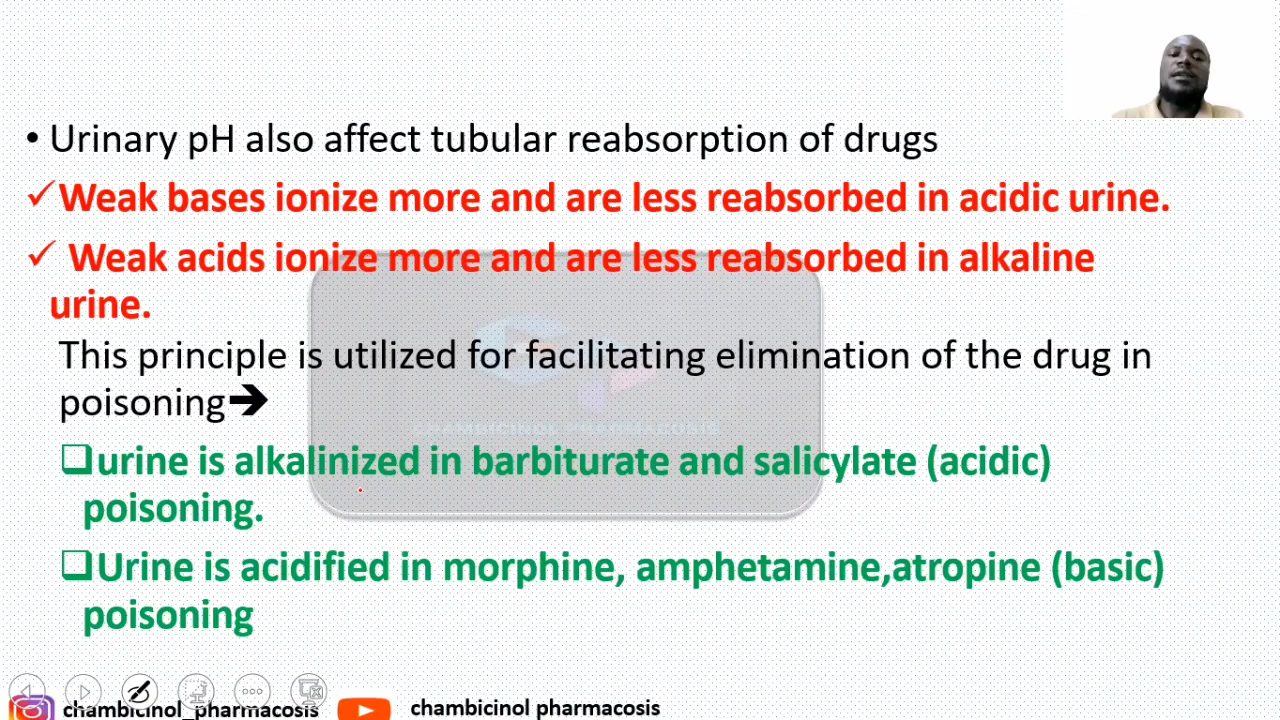 • Urinary pH also affect tubular reabsorption of drugs
✓Weak bases ionize more and are less reabsorbed in acidic urine.
✓ Weak acids ionize more and are less reabsorbed in alkaline
urine.
This principle is utilized for facilitating elimination of the drug in
poisoning➔
❑urine is alkalinized in barbiturate and salicylate (acidic)
poisoning.
❑Urine is acidified in morphine, amphetamine,atropine (basic)
poisoning
CHAMBICINOL PHARMACOSIS
chambicinol_pharmacosis
chambicinol pharmacosis